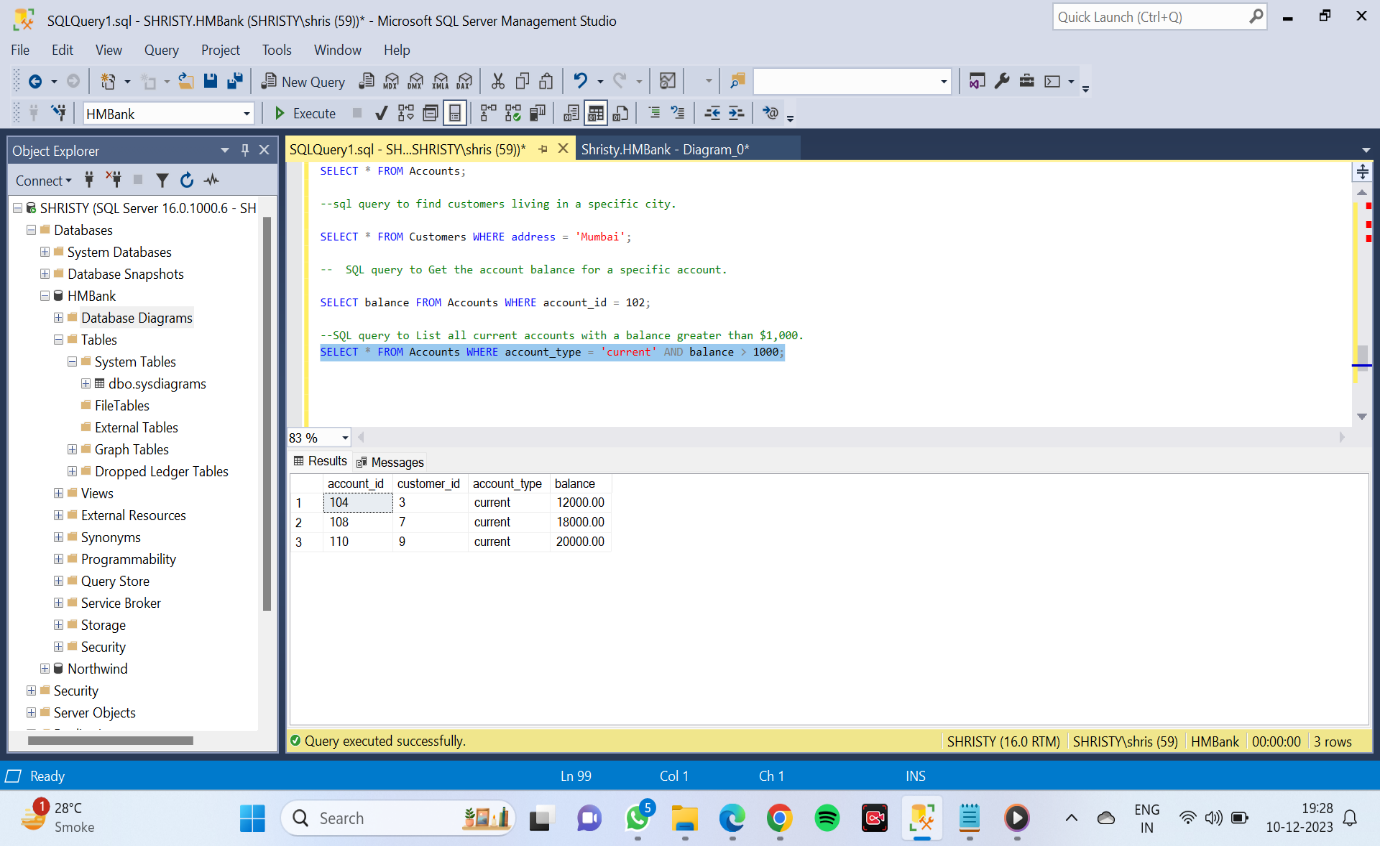 SQLQuery1.sql - SHRISTY.HMBank (SHRISTY\shris (59))* - Microsoft SQL Server Management Studio
Quick Launch (Ctrl+Q)
File Edit View Query Project Tools Window Help
New Query MDX DMX XMLA DAX
HMBank Execute
Object Explorer
Connect
SHRISTY (SQL Server 16.0.1000.6 - SH
Databases
System Databases
Database Snapshots
HMBank
Database Diagrams
Tables
System Tables
dbo.sysdiagrams
FileTables
External Tables
Graph Tables
Dropped Ledger Tables
Views
External Resources
Synonyms
Programmability
Query Store
Service Broker
Storage
Security
Northwind
Security
Server Objects
SQLQuery1.sql - SH...SHRISTY\shris (59))* Shristy.HMBank - Diagram_0*
SELECT * FROM Accounts;
--sql query to find customers living in a specific city.
SELECT * FROM Customers WHERE address = 'Mumbai';
-- SQL query to Get the account balance for a specific account.
SELECT balance FROM Accounts WHERE account_id = 102;
--SQL query to List all current accounts with a balance greater than $1,000.
SELECT * FROM Accounts WHERE account_type = 'current' AND balance > 1000;
83 %
Results Messages
account_id customer_id account_type balance
1 104 3 current 12000.00
2 108 7 current 18000.00
3 110 9 current 20000.00
Query executed successfully. SHRISTY (16.0 RTM) SHRISTY\shris (59) HMBank 00:00:00 3 rows
Ready Ln 99 Col 1 Ch 1 INS
1 28°C
Smoke
Search
5
ENG
IN
19:28
10-12-2023